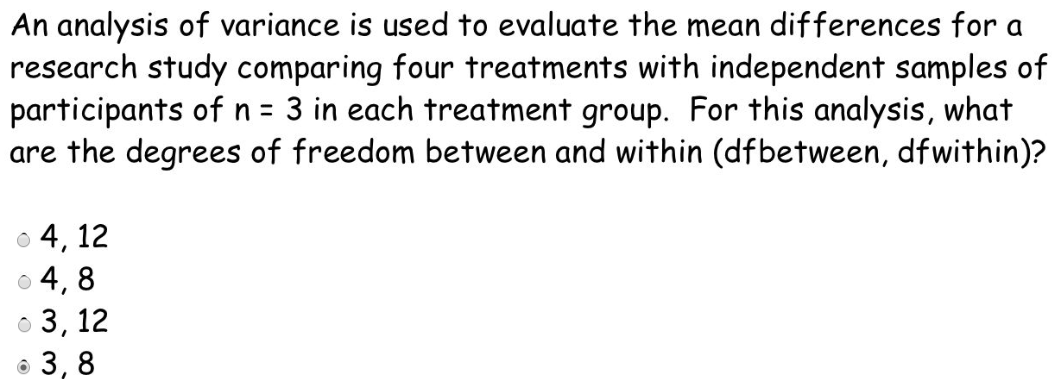 An analysis of variance is used to evaluate the mean differences for a
research study comparing four treatments with independent samples of
participants of n = 3 in each treatment group. For this analysis, what
are the degrees of freedom between and within (dfbetween, dfwithin)?
4, 12
4, 8
3, 12
3, 8